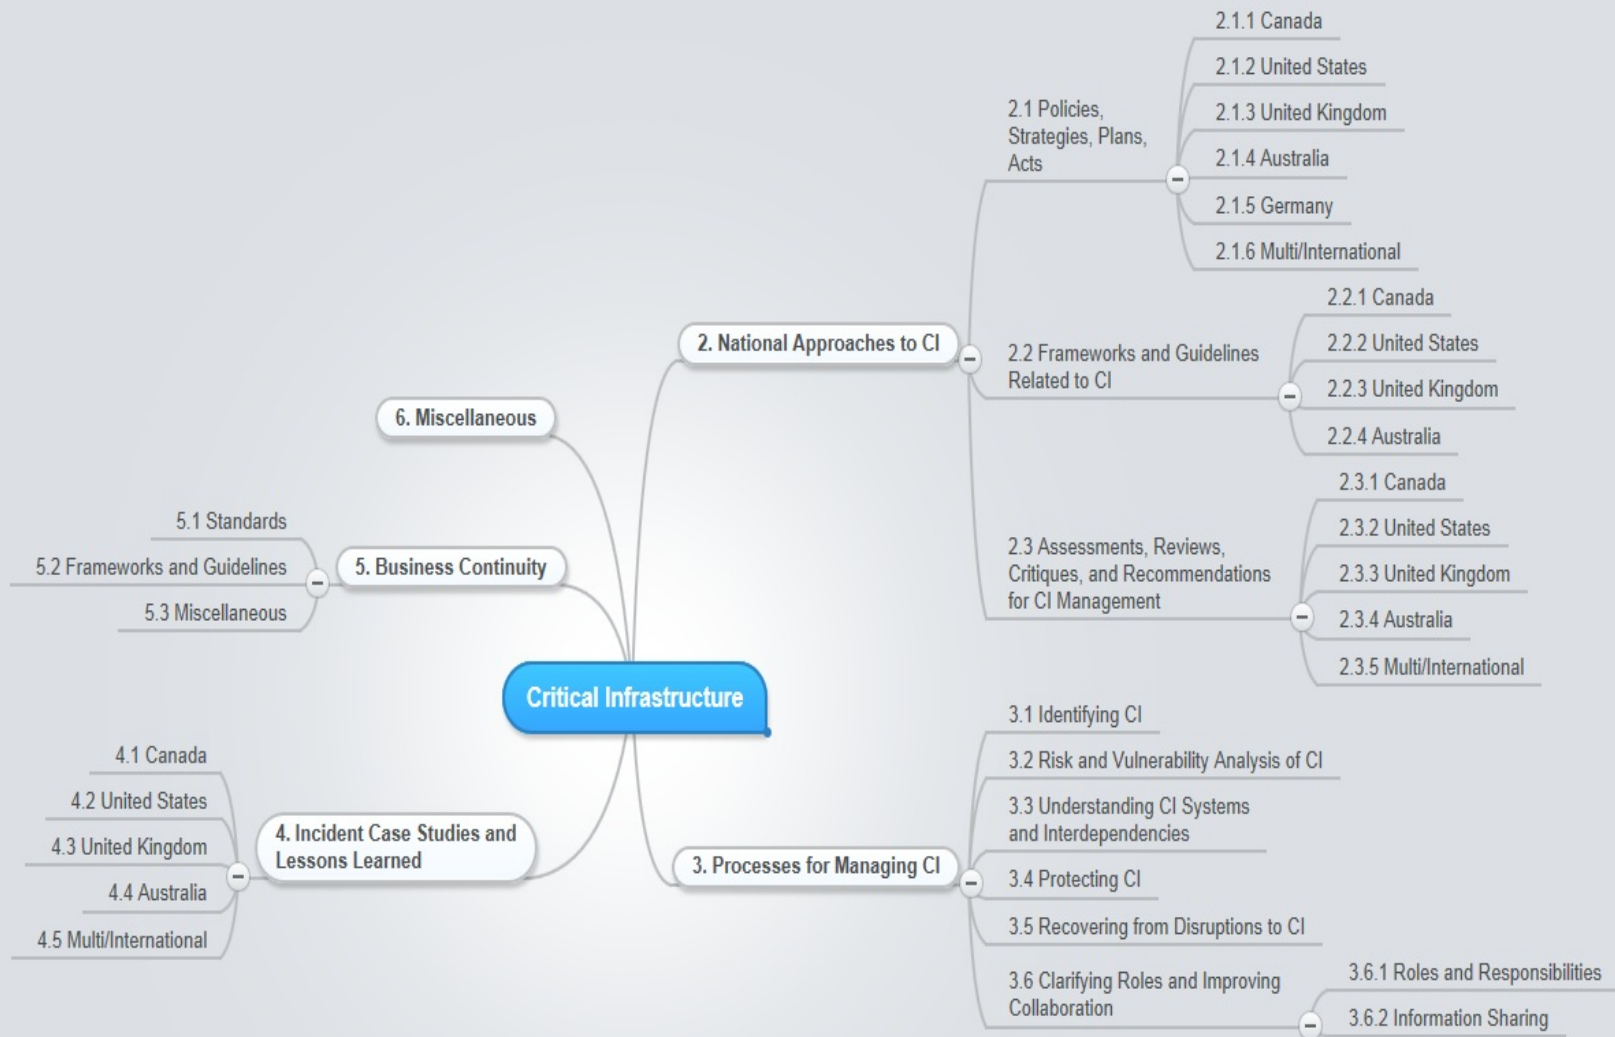 Critical Infrastructure
2. National Approaches to CI
2.1 Policies,
Strategies, Plans,
Acts
2.1.1 Canada
2.1.2 United States
2.1.3 United Kingdom
2.1.4 Australia
2.1.5 Germany
2.1.6 Multi/International
2.2 Frameworks and Guidelines
Related to CI
2.2.1 Canada
2.2.2 United States
2.2.3 United Kingdom
2.2.4 Australia
2.3 Assessments, Reviews,
Critiques, and Recommendations
for CI Management
2.3.1 Canada
2.3.2 United States
2.3.3 United Kingdom
2.3.4 Australia
2.3.5 Multi/International
3. Processes for Managing CI
3.1 Identifying CI
3.2 Risk and Vulnerability Analysis of CI
3.3 Understanding CI Systems
and Interdependencies
3.4 Protecting CI
3.5 Recovering from Disruptions to CI
3.6 Clarifying Roles and Improving
Collaboration
3.6.1 Roles and Responsibilities
3.6.2 Information Sharing
4. Incident Case Studies and
Lessons Learned
4.1 Canada
4.2 United States
4.3 United Kingdom
4.4 Australia
4.5 Multi/International
5. Business Continuity
5.1 Standards
5.2 Frameworks and Guidelines
5.3 Miscellaneous
6. Miscellaneous